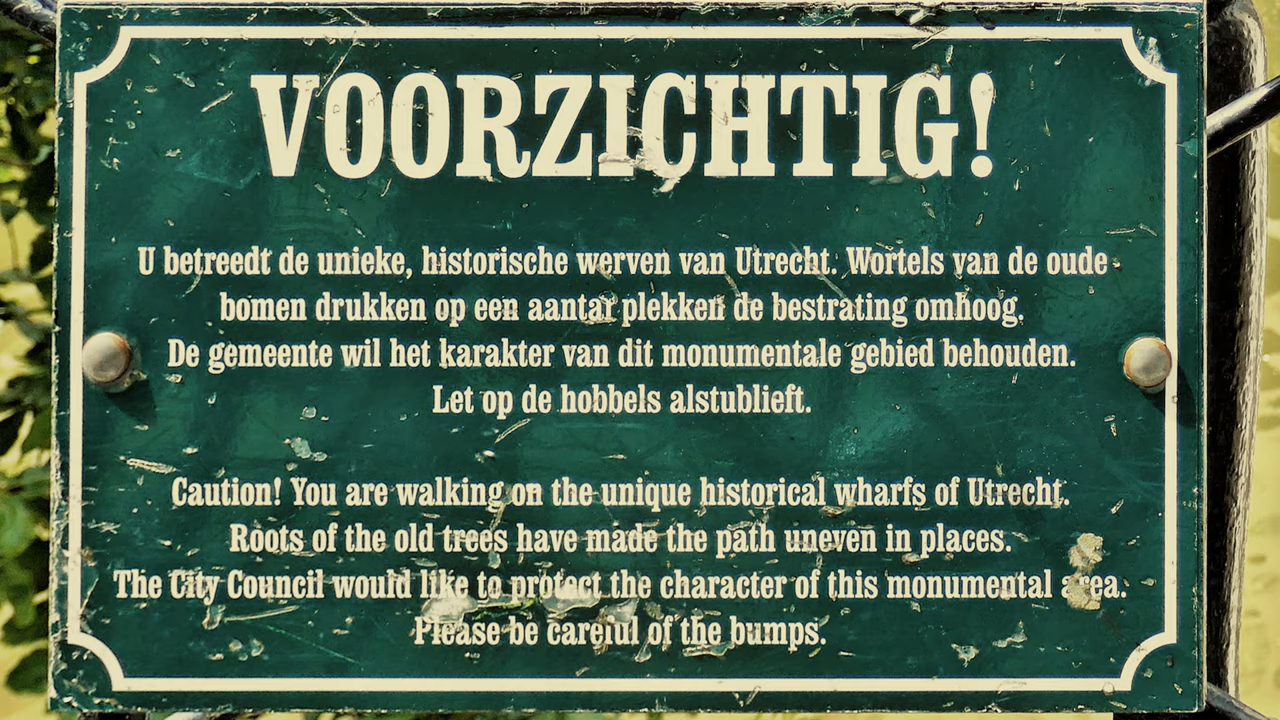 VOORZICHTIG!
U betreedt de unieke, historische werven van Utrecht. Wortels van de oude
bomen drukken op een aantal plekken de bestrating omhoog.
De gemeente wil het karakter van dit monumentale gebied behouden.
Let op de hobbels alstublieft.
Caution! You are walking on the unique historical wharfs of Utrecht.
Roots of the old trees have made the path uneven in places.
The City Council would like to protect the character of this monumental area.
Please be careful of the bumps.